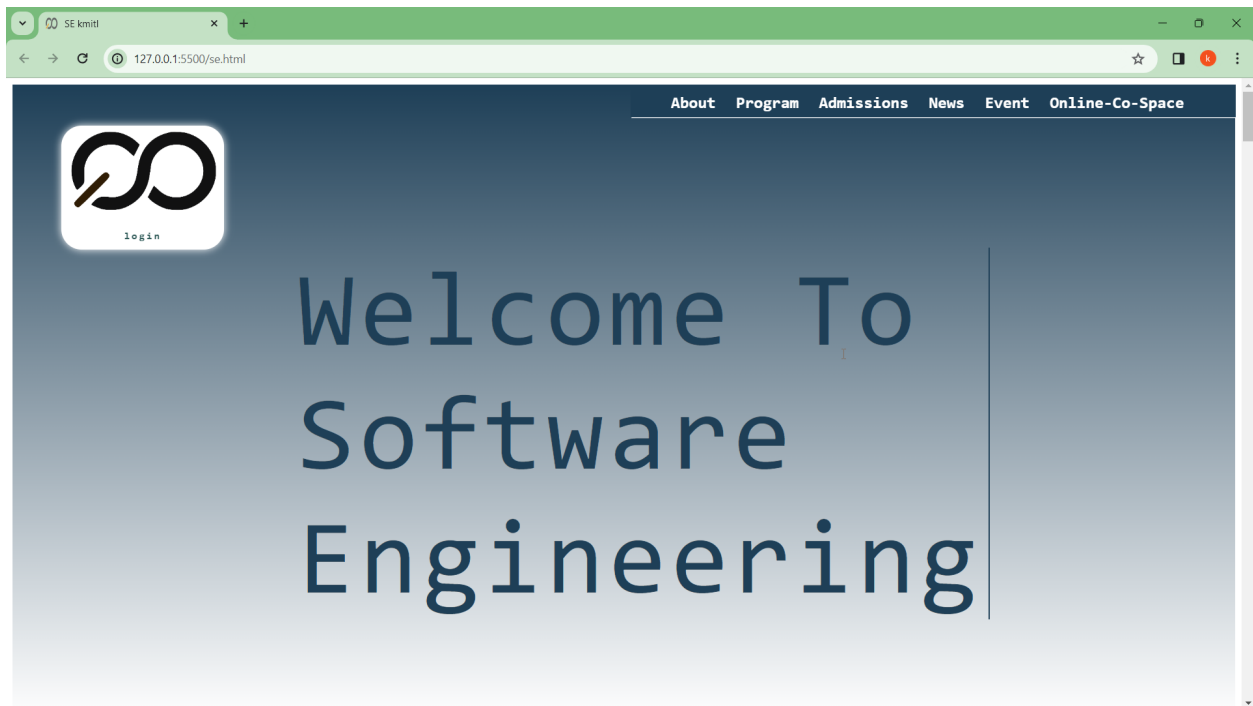 SE kmitl
127.0.0.1:5500/se.html
k
About Program Admissions News Event Online-Co-Space
login
Welcome To
Software
Engineering